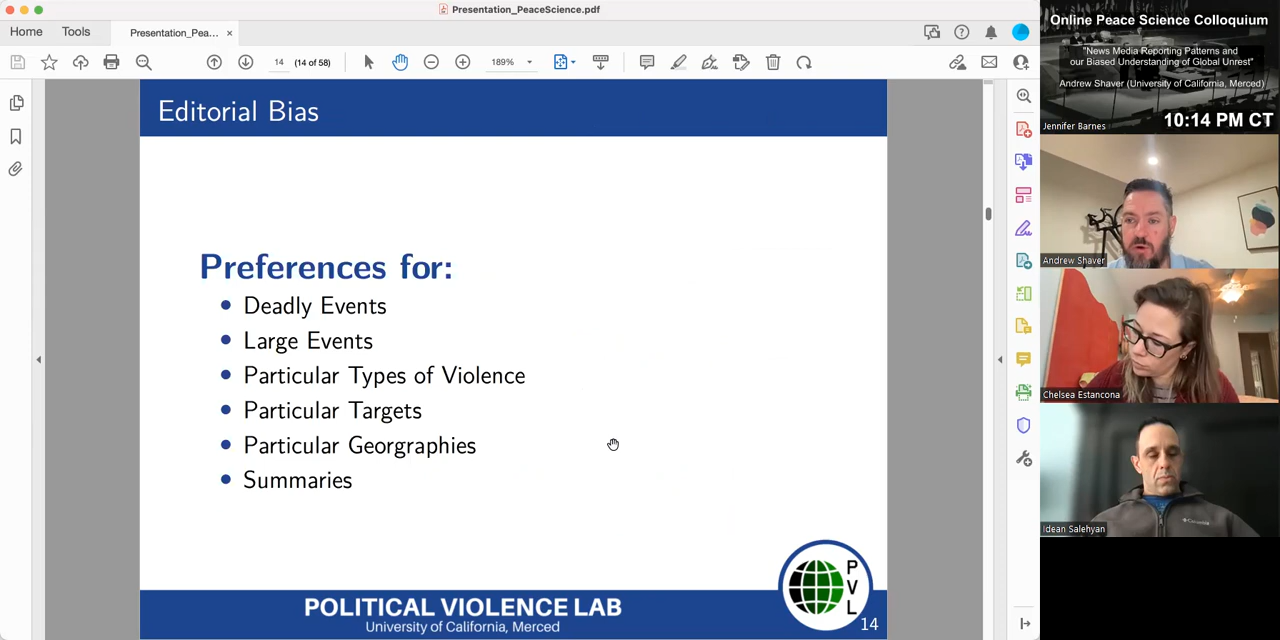 Presentation_PeaceScience.pdf
Home
Tools
Presentation_Pea...
14
(14 of 58)
189%
Editorial Bias
Preferences for:
Deadly Events
Large Events
Particular Types of Violence
Particular Targets
Particular Georgraphies
Summaries
POLITICAL VIOLENCE LAB
University of California, Merced
P
V
L
14
Online Peace Science Colloquium
"News Media Reporting Patterns and
our Biased Understanding of Global Unrest"
Andrew Shaver (University of California, Merced)
10:14 PM CT
Jennifer Barnes
Andrew Shaver
Chelsea Estancona
Columbia
Idean Salehyan